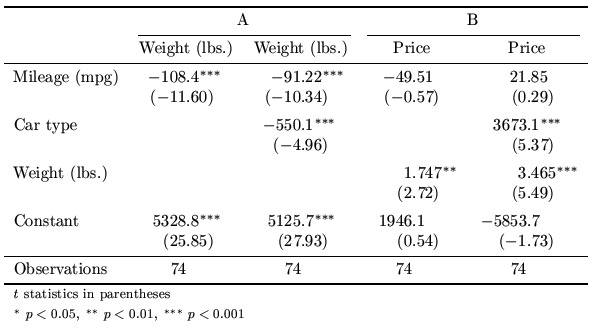 A B
Weight (lbs.) Weight (lbs.) Price Price
Mileage (mpg) −108.4*** −91.22*** −49.51 21.85
(−11.60) (−10.34) (−0.57) (0.29)
Car type −550.1*** 3673.1***
(−4.96) (5.37)
Weight (lbs.) 1.747** 3.465***
(2.72) (5.49)
Constant 5328.8*** 5125.7*** 1946.1 −5853.7
(25.85) (27.93) (0.54) (−1.73)
Observations 74 74 74 74
t statistics in parentheses
* p < 0.05, ** p < 0.01, *** p < 0.001